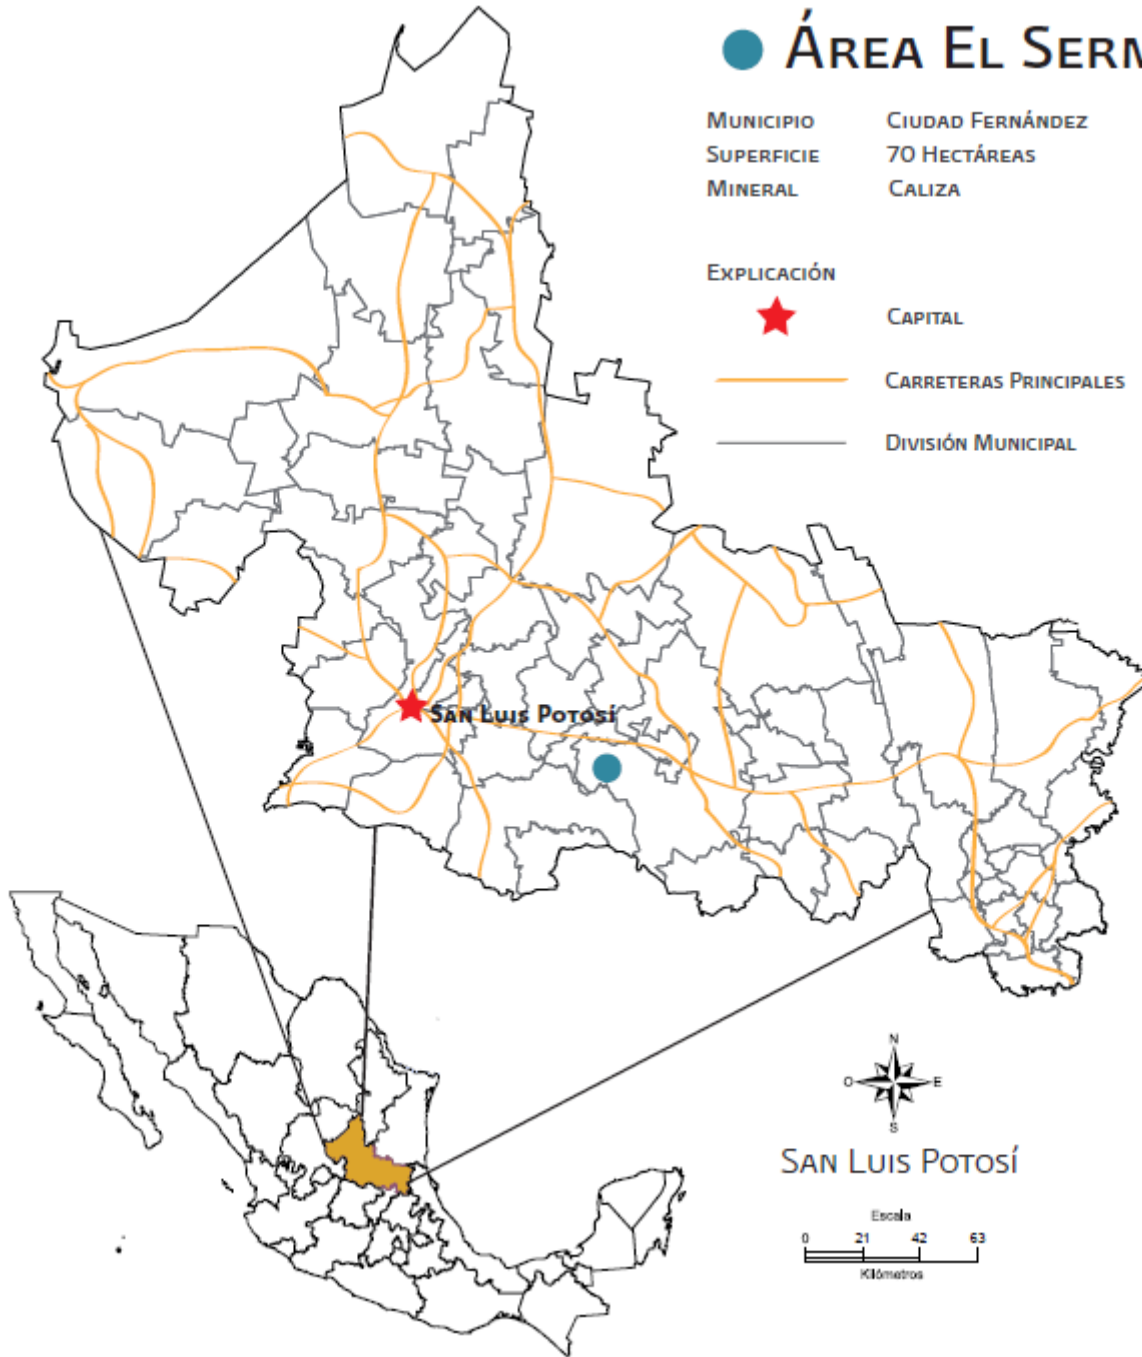 ÁREA EL
MUNICIPIO CIUDAD FERNÁNDEZ
SUPERFICIE 70 HECTÁREAS
MINERAL CALIZA
EXPLICACIÓN
CAPITAL
CARRETERAS PRINCIPALES
DIVISIÓN MUNICIPAL
SAN LUIS POTOSÍ
N
O E
S
SAN LUIS POTOSÍ
Escala
0 21 42 63
Kilómetros